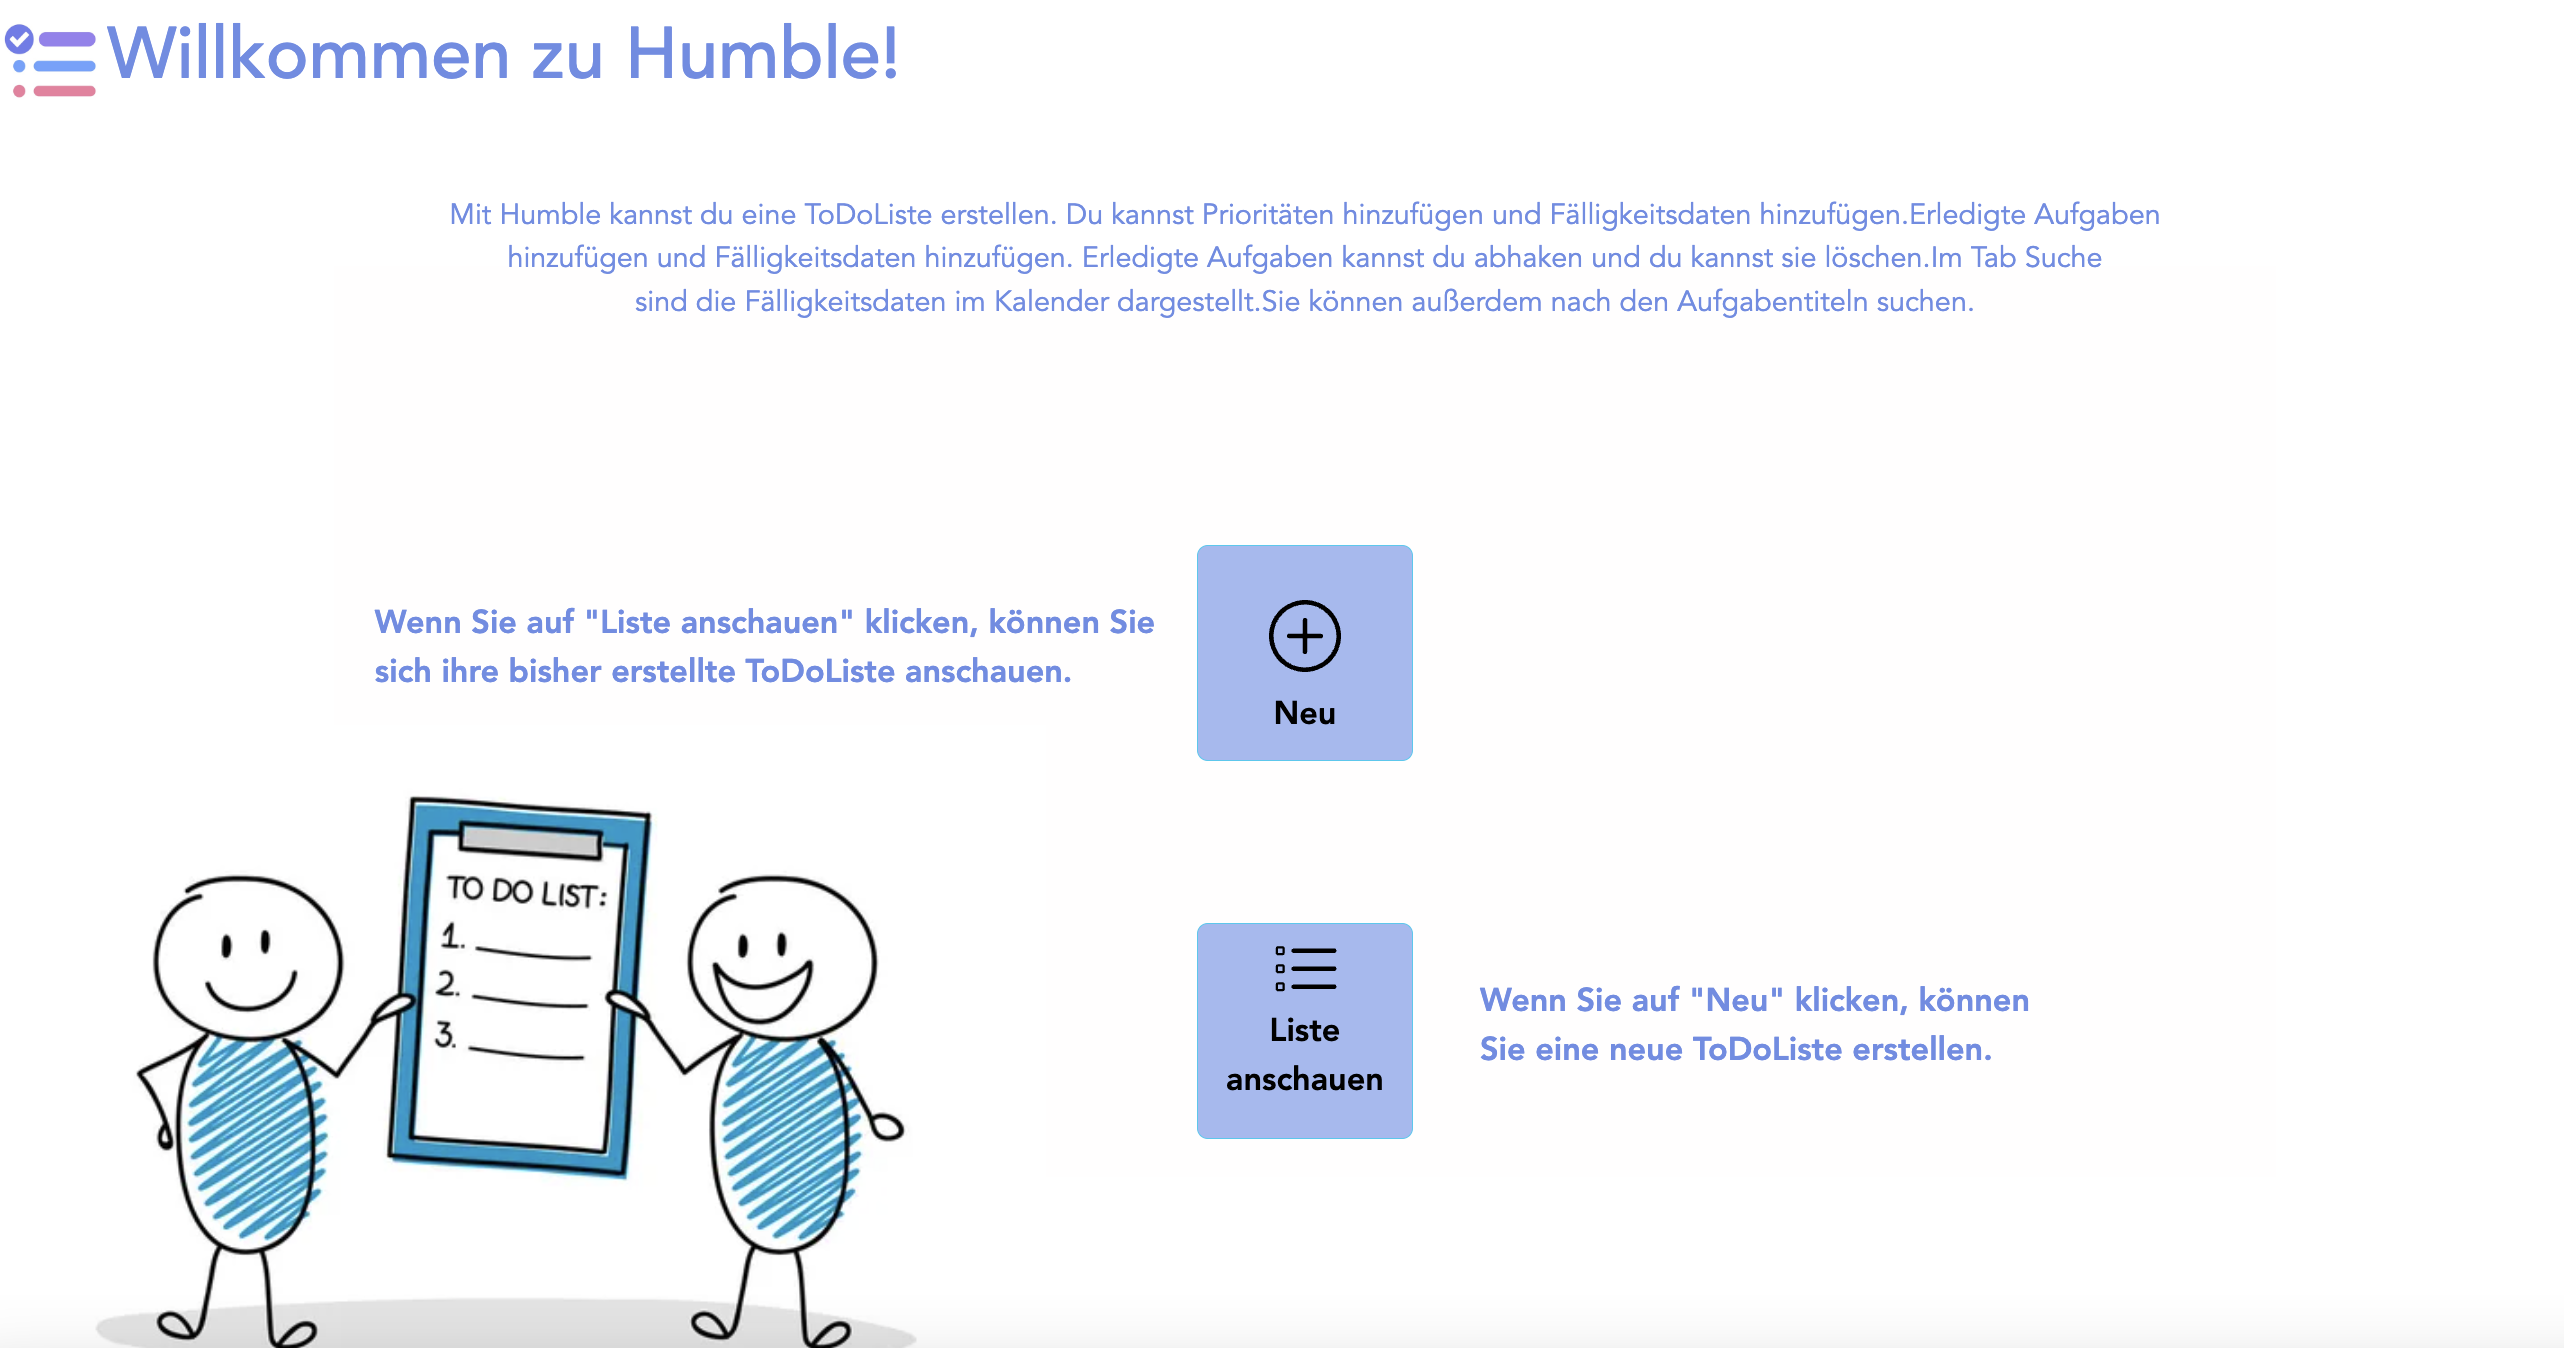 Willkommen zu Humble!
Mit Humble kannst du eine ToDoListe erstellen. Du kannst Prioritäten hinzufügen und Fälligkeitsdaten hinzufügen.Erledigte Aufgaben
hinzufügen und Fälligkeitsdaten hinzufügen. Erledigte Aufgaben kannst du abhaken und du kannst sie löschen.Im Tab Suche
sind die Fälligkeitsdaten im Kalender dargestellt.Sie können außerdem nach den Aufgabentiteln suchen.
Wenn Sie auf "Liste anschauen" klicken, können Sie
sich ihre bisher erstellte ToDoListe anschauen.
Neu
TO DO LIST:
1.
2.
3.
Liste
anschauen
Wenn Sie auf "Neu" klicken, können
Sie eine neue ToDoListe erstellen.